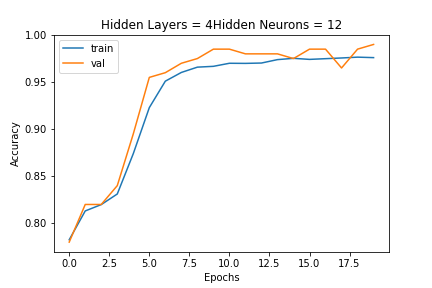 Hidden Layers = 4Hidden Neurons = 12
train
val
1.00
0.95
0.90
0.85
0.80
Accuracy
0.0 2.5 5.0 7.5 10.0 12.5 15.0 17.5
Epochs